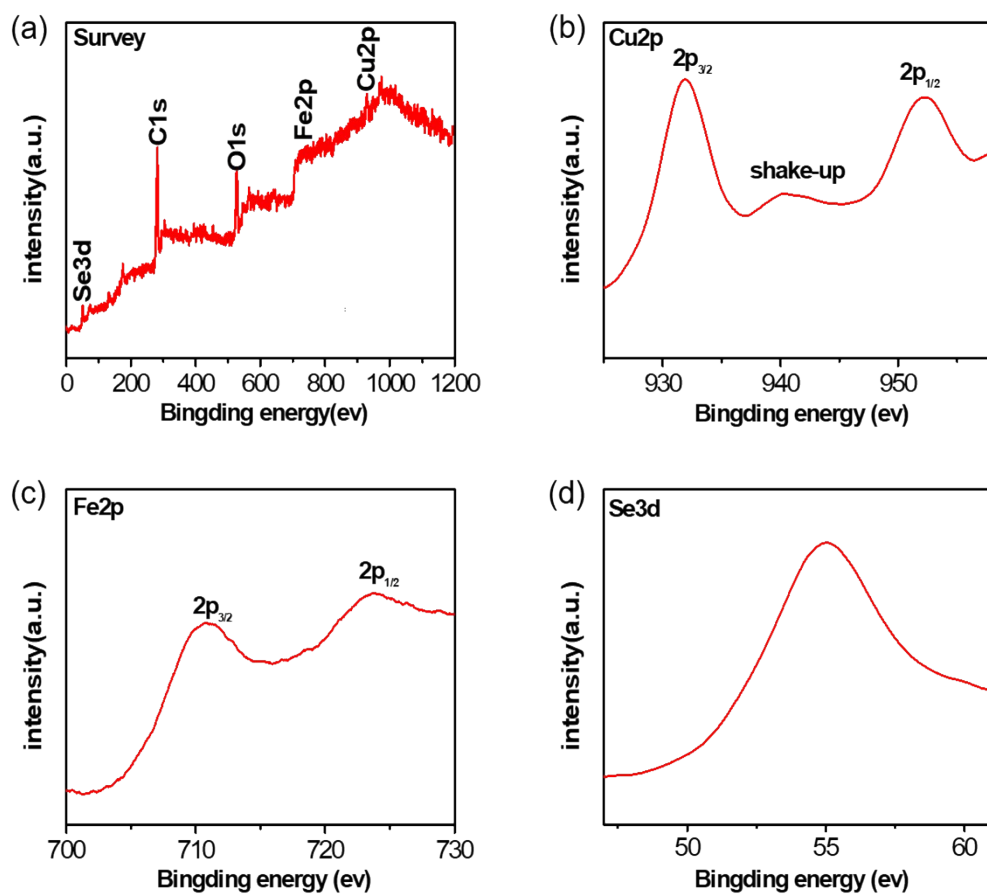 (a)
Survey
Se3d
C1s
O1s
Fe2p
Cu2p
intensity(a.u.)
0 200 400 600 800 1000 1200
Bingding energy(ev)
(b)
Cu2p
2p3/2
shake-up
2p1/2
intensity(a.u.)
930 940 950
Bingding energy (ev)
(c)
Fe2p
2p3/2
2p1/2
intensity(a.u.)
700 710 720 730
Bingding energy (ev)
(d)
Se3d
intensity(a.u.)
50 55 60
Bingding energy (ev)